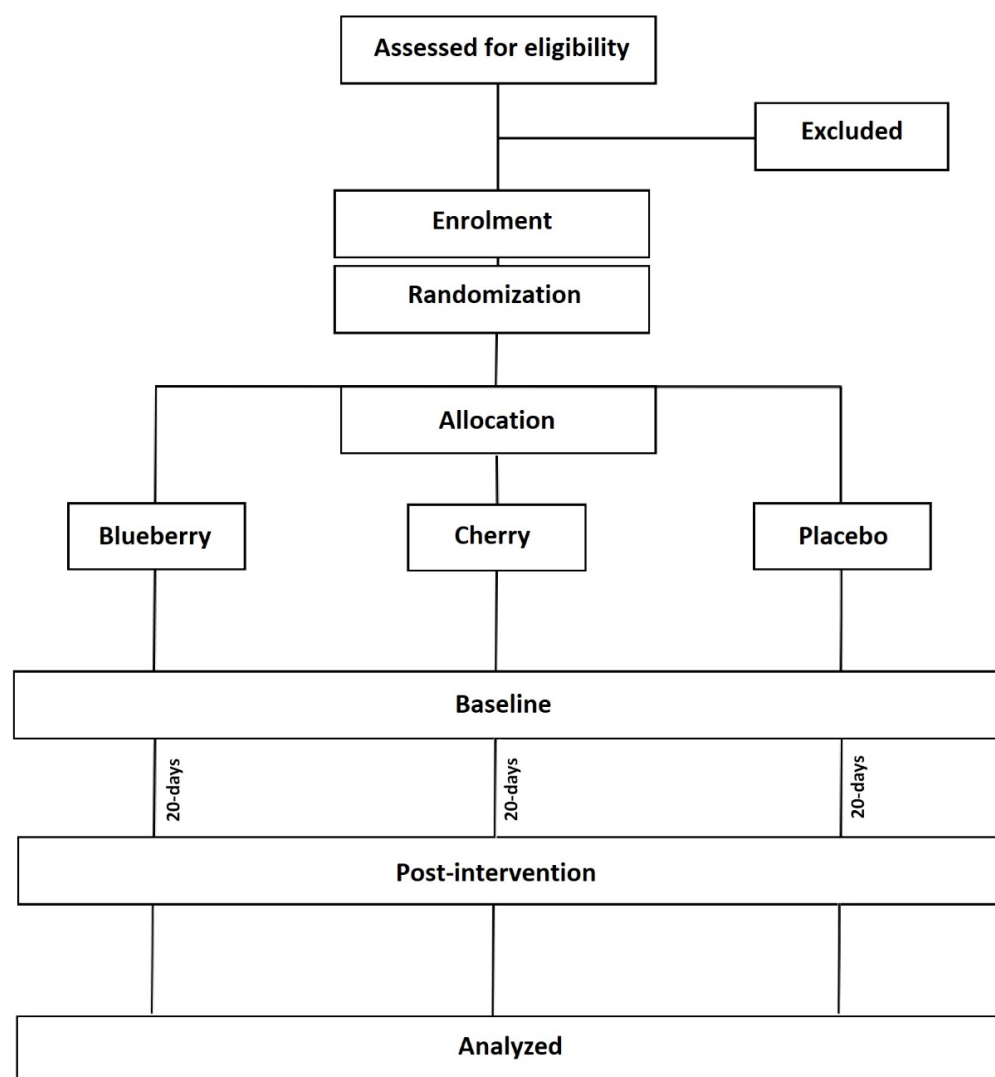 Assessed for eligibility
Excluded
Enrolment
Randomization
Allocation
Blueberry
Cherry
Placebo
Baseline
20-days
20-days
20-days
Post-intervention
Analyzed